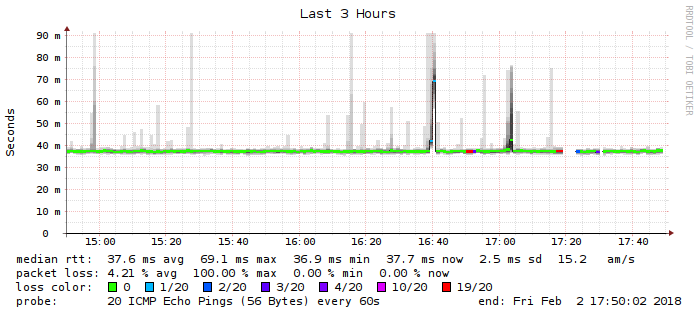 Last 3 Hours
RRDTOOL / TOBI OETIKER
Seconds
90 m
80 m
70 m
60 m
50 m
40 m
30 m
20 m
10 m
0
15:00 15:20 15:40 16:00 16:20 16:40 17:00 17:20 17:40
median rtt: 37.6 ms avg 69.1 ms max 36.9 ms min 37.7 ms now 2.5 ms sd 15.2 am/s
packet loss: 4.21 % avg 100.00 % max 0.00 % min 0.00 % now
loss color: 0 1/20 2/20 3/20 4/20 10/20 19/20
probe: 20 ICMP Echo Pings (56 Bytes) every 60s end: Fri Feb 2 17:50:02 2018